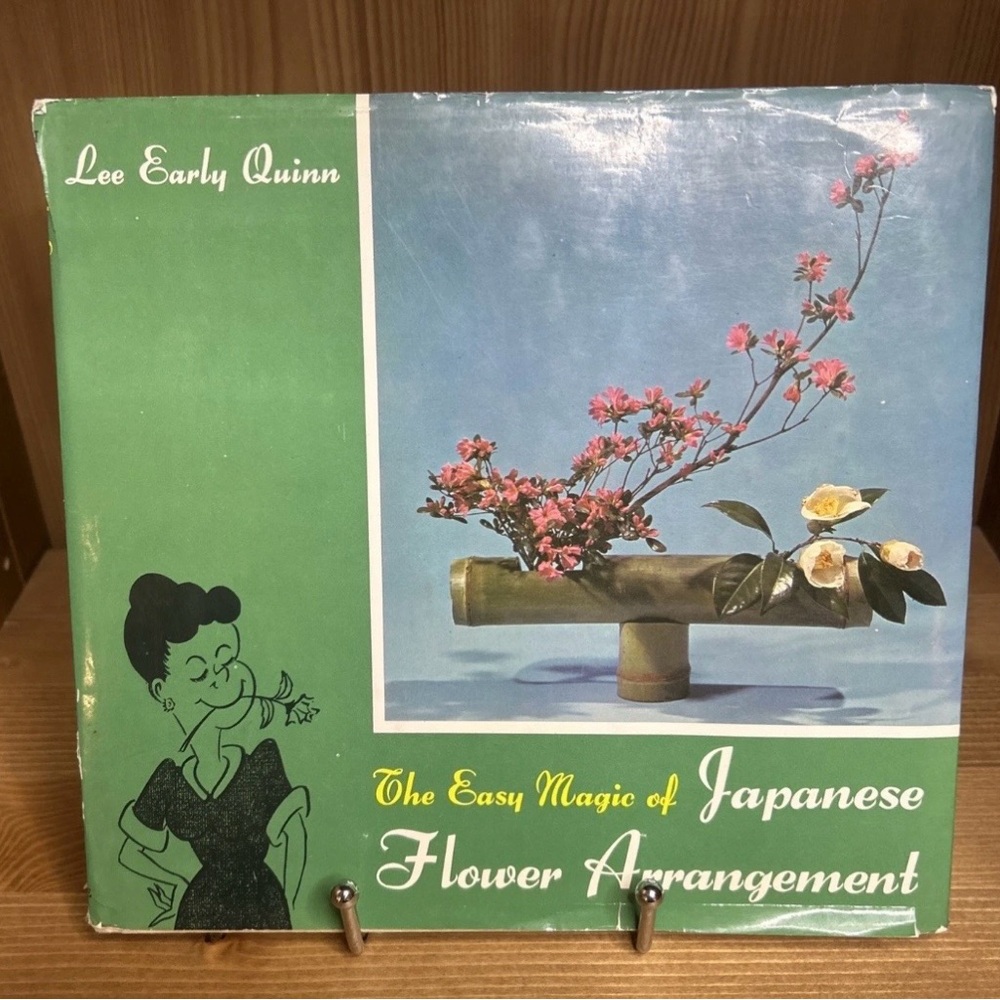 Lee Early Quinn
The Easy Magic of Japanese
Flower Arrangement